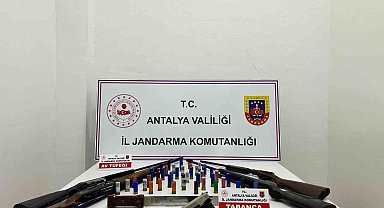 T.C.
ANTALYA VALİLİĞİ
İL JANDARMA KOMUTANLIĞI
AV TÜFEĞİ
TABANCA